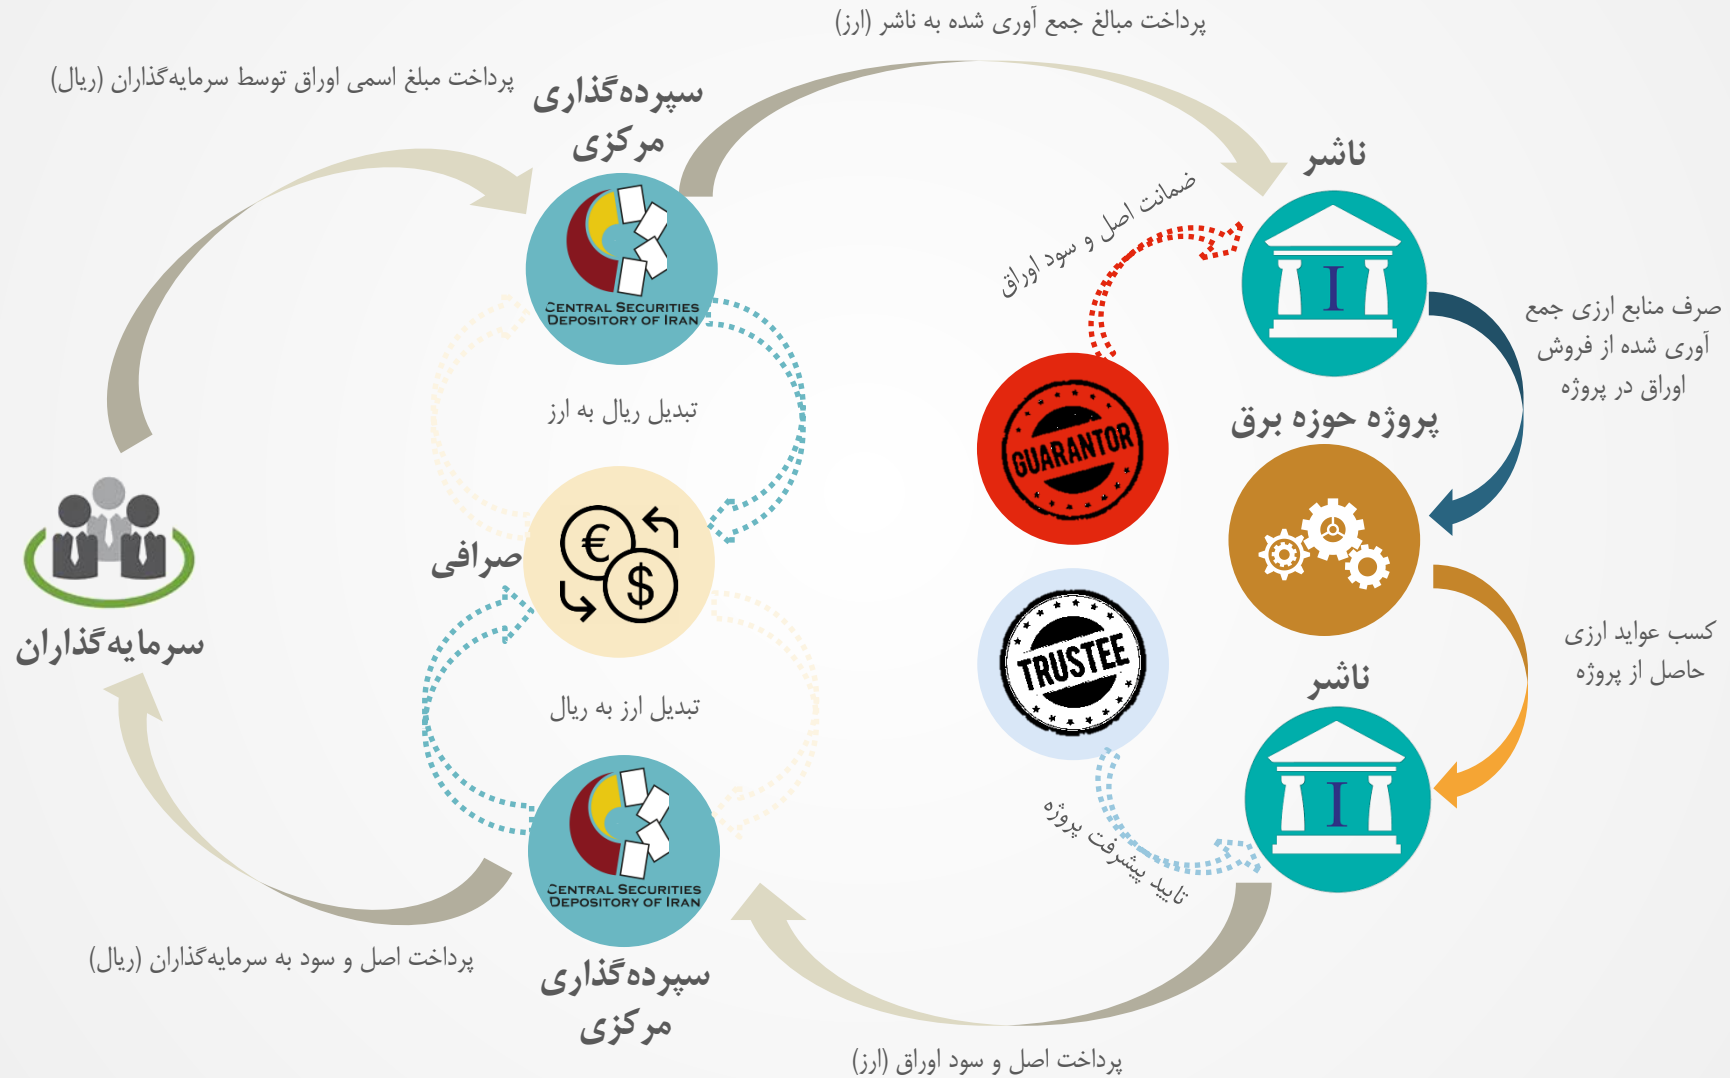 پرداخت مبالغ جمع آوری شده به ناشر (ارز)
پرداخت مبلغ اسمی اوراق توسط سرمایه‌گذاران (ریال)
سپرده‌گذاری
مرکزی
CENTRAL SECURITIES
DEPOSITORY OF IRAN
ناشر
I
ضمانت اصل و سود اوراق
صرف منابع ارزی جمع
آوری شده از فروش
اوراق در پروژه
تبدیل ریال به ارز
GUARANTOR
پروژه حوزه برق
صرافی
€
$
سرمایه‌گذاران
TRUSTEE
کسب عواید ارزی
حاصل از پروژه
ناشر
I
تبدیل ارز به ریال
تایید پیشرفت پروژه
CENTRAL SECURITIES
DEPOSITORY OF IRAN
پرداخت اصل و سود به سرمایه‌گذاران (ریال)
سپرده‌گذاری
مرکزی
پرداخت اصل و سود اوراق (ارز)